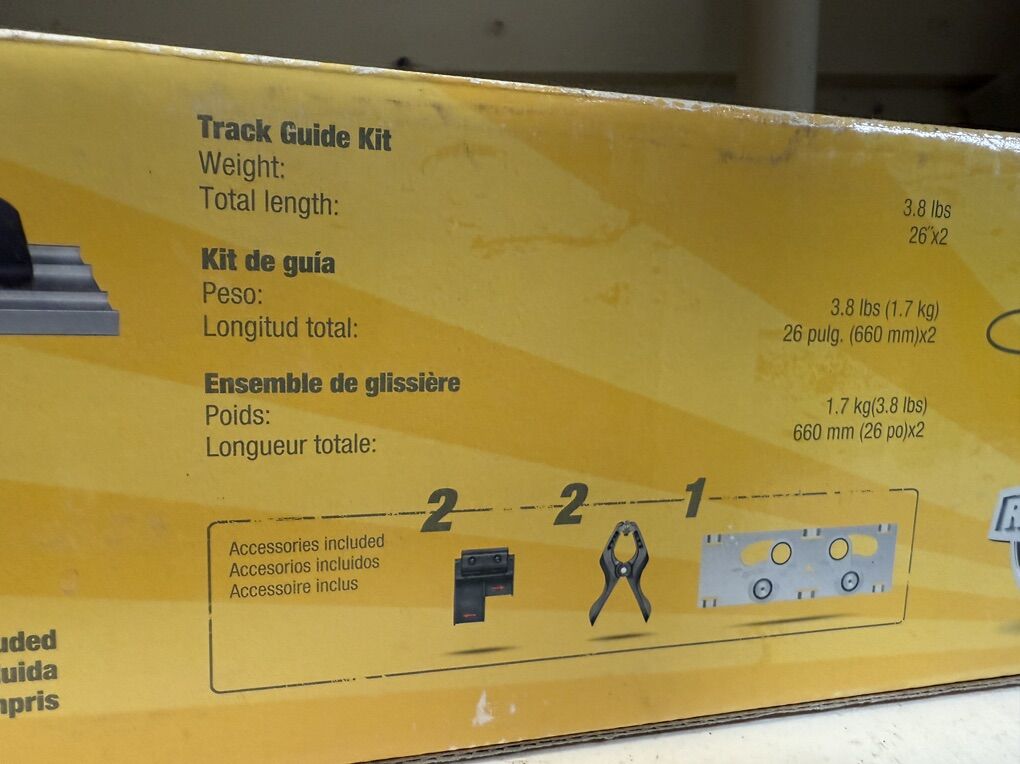 Track Guide Kit
Weight: 3.8 lbs
Total length: 26"x2
Kit de guía
Peso: 3.8 lbs (1.7 kg)
Longitud total: 26 pulg. (660 mm)x2
Ensemble de glissière
Poids: 1.7 kg(3.8 lbs)
Longueur totale: 660 mm (26 po)x2
2 2 1
Accessories included
Accesorios incluidos
Accessoire inclus